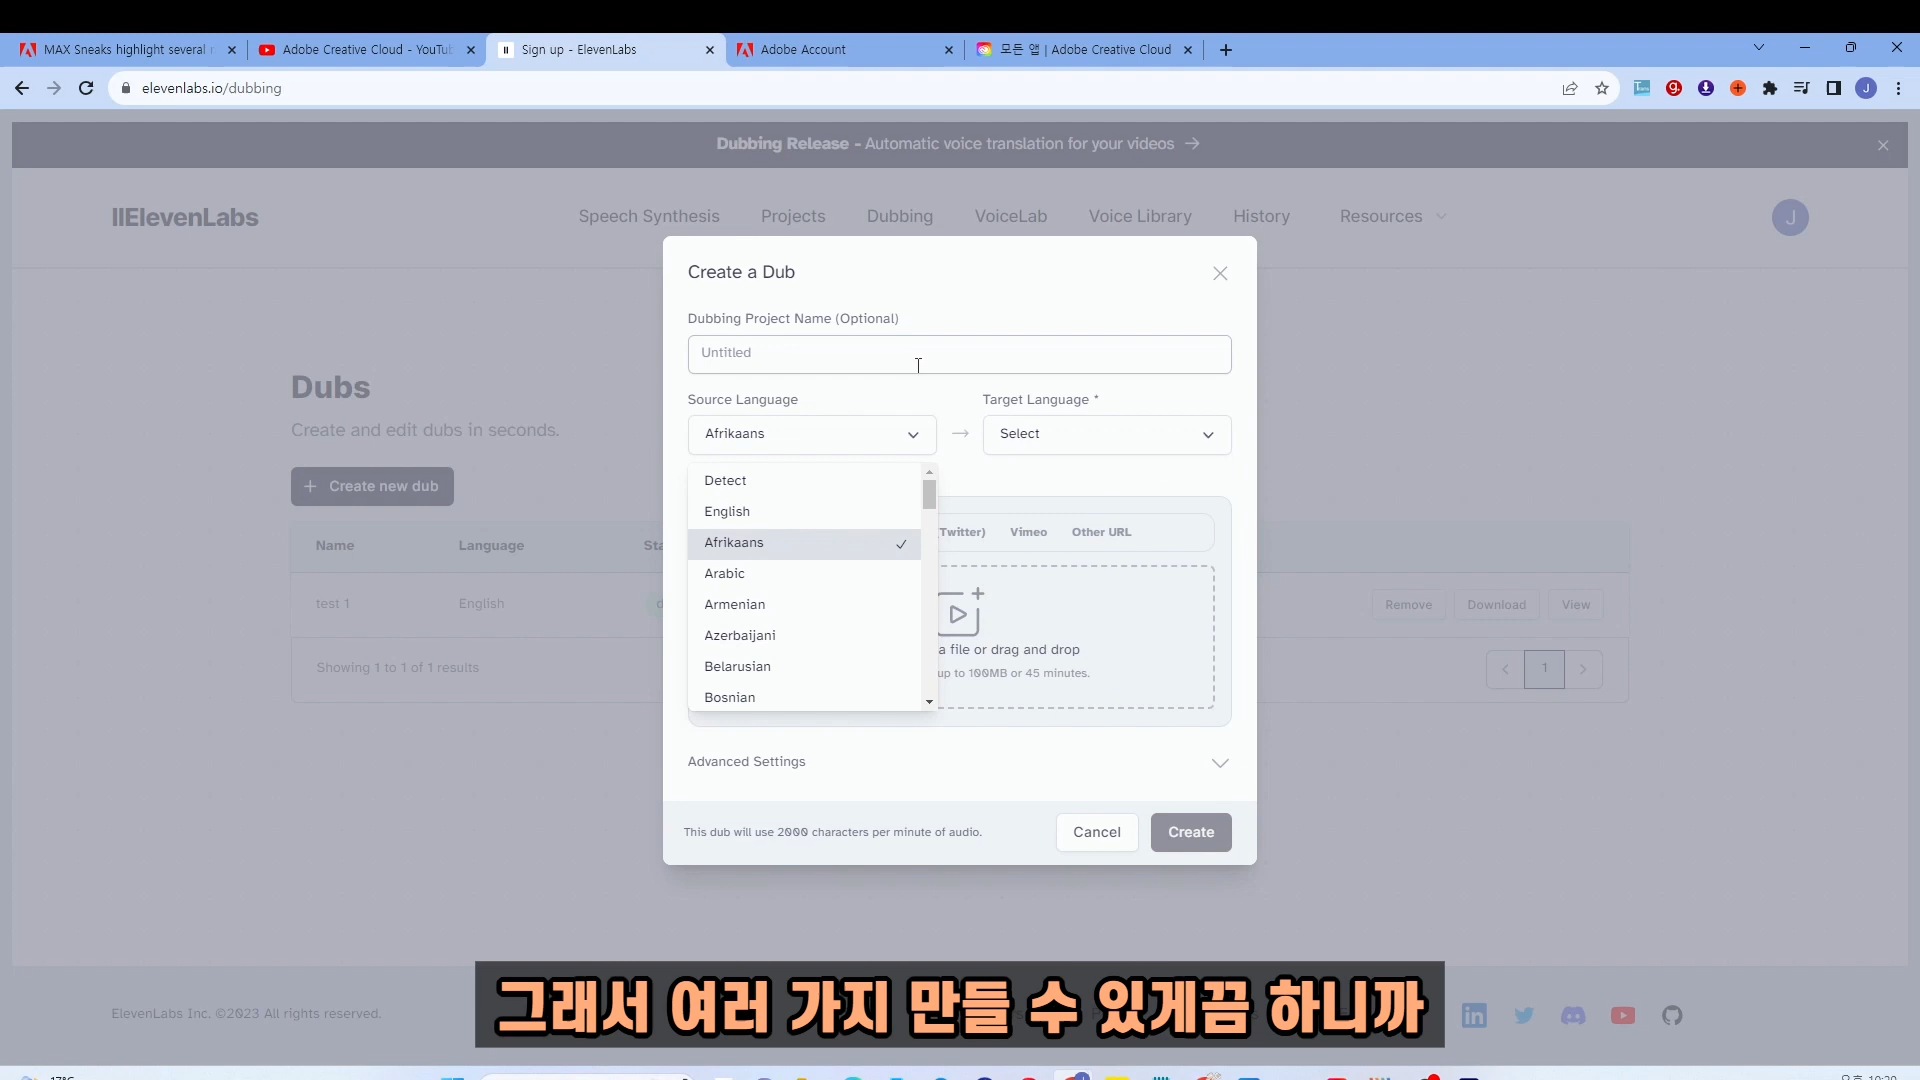 MAX Sneaks highlight several
Adobe Creative Cloud - YouTu
Sign up - ElevenLabs
Adobe Account
모든 앱 | Adobe Creative Cloud
elevenlabs.io/dubbing
J
Dubbing Release - Automatic voice translation for your videos →
IIElevenLabs
Speech Synthesis
Projects
Dubbing
VoiceLab
Voice Library
History
Resources
J
Create a Dub
Dubbing Project Name (Optional)
Untitled
Source Language
Target Language *
Afrikaans
Select
Detect
English
Afrikaans
Arabic
Armenian
Azerbaijani
Belarusian
Bosnian
Twitter)
Vimeo
Other URL
a file or drag and drop
up to 100MB or 45 minutes.
Advanced Settings
This dub will use 2000 characters per minute of audio.
Cancel
Create
Dubs
Create and edit dubs in seconds.
+ Create new dub
Name
Language
Sta
test 1
English
d
Remove
Download
View
Showing 1 to 1 of 1 results
1
ElevenLabs Inc. ©2023 All rights reserved.
그래서 여러 가지 만들 수 있게끔 하니까